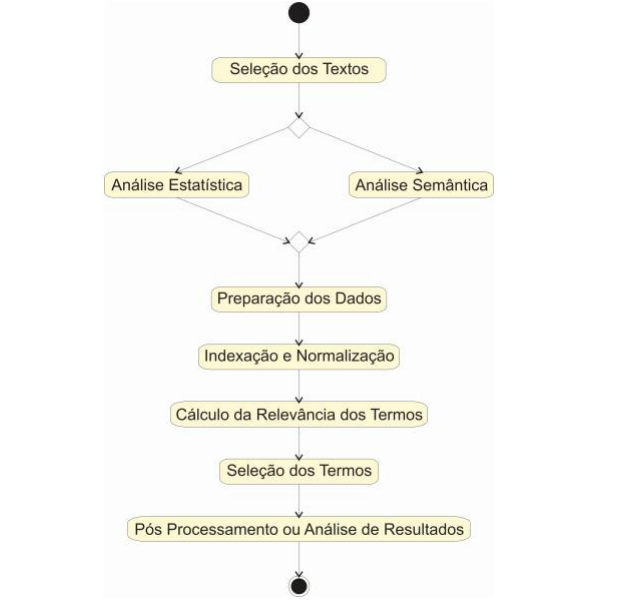 Seleção dos Textos
Análise Estatística
Análise Semântica
Preparação dos Dados
Indexação e Normalização
Cálculo da Relevância dos Termos
Seleção dos Termos
Pós Processamento ou Análise de Resultados